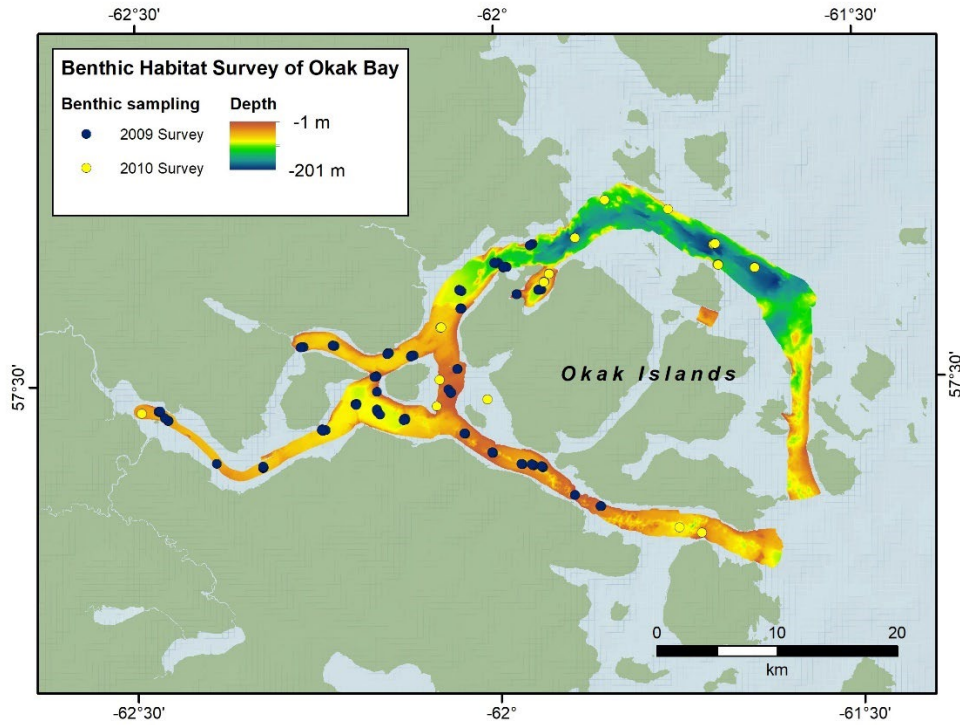 -62°30'
-62°
-61°30'
Benthic Habitat Survey of Okak Bay
Benthic sampling
Depth
2009 Survey
2010 Survey
-1 m
-201 m
57°30'
57°30'
Okak Islands
0
10
20
km
-62°30'
-62°
-61°30'